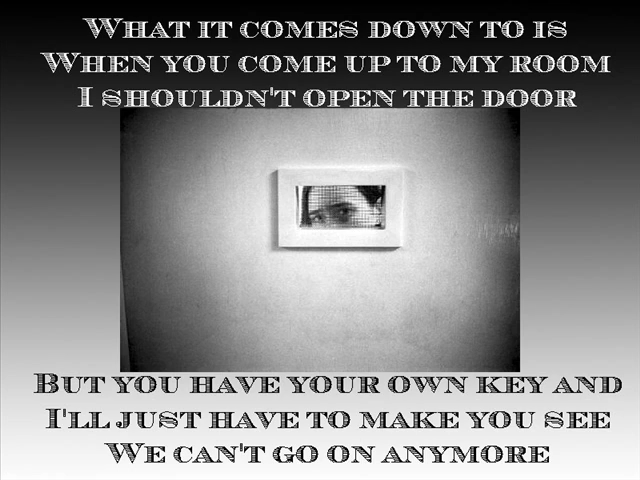 What it comes down to is
When you come up to my room
I shouldn't open the door
But you have your own key and
I'll just have to make you see
We can't go on anymore